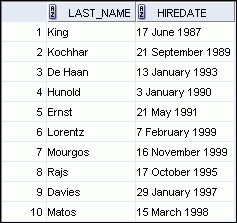 LAST_NAME HIREDATE
1 King 17 June 1987
2 Kochhar 21 September 1989
3 De Haan 13 January 1993
4 Hunold 3 January 1990
5 Ernst 21 May 1991
6 Lorentz 7 February 1999
7 Mourgos 16 November 1999
8 Rajs 17 October 1995
9 Davies 29 January 1997
10 Matos 15 March 1998